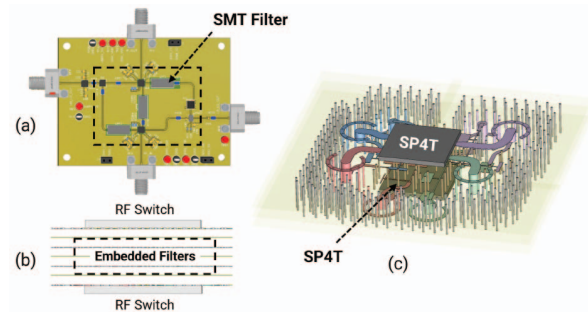 SMT Filter
(a)
RF Switch
(b)
Embedded Filters
RF Switch
SP4T
SP4T
(c)